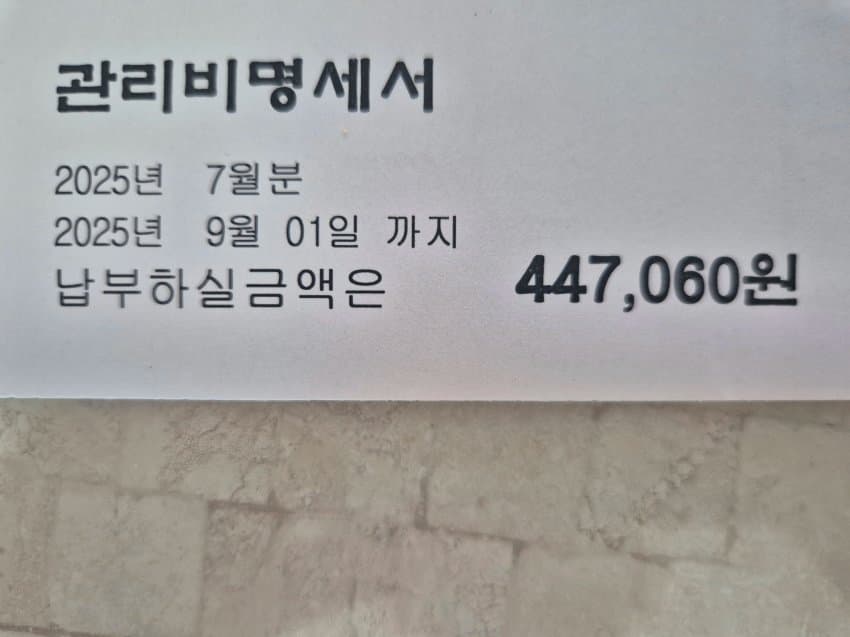 관리비명세서
2025년 7월분
2025년 9월 01일 까지
납부하실금액은 447,060원